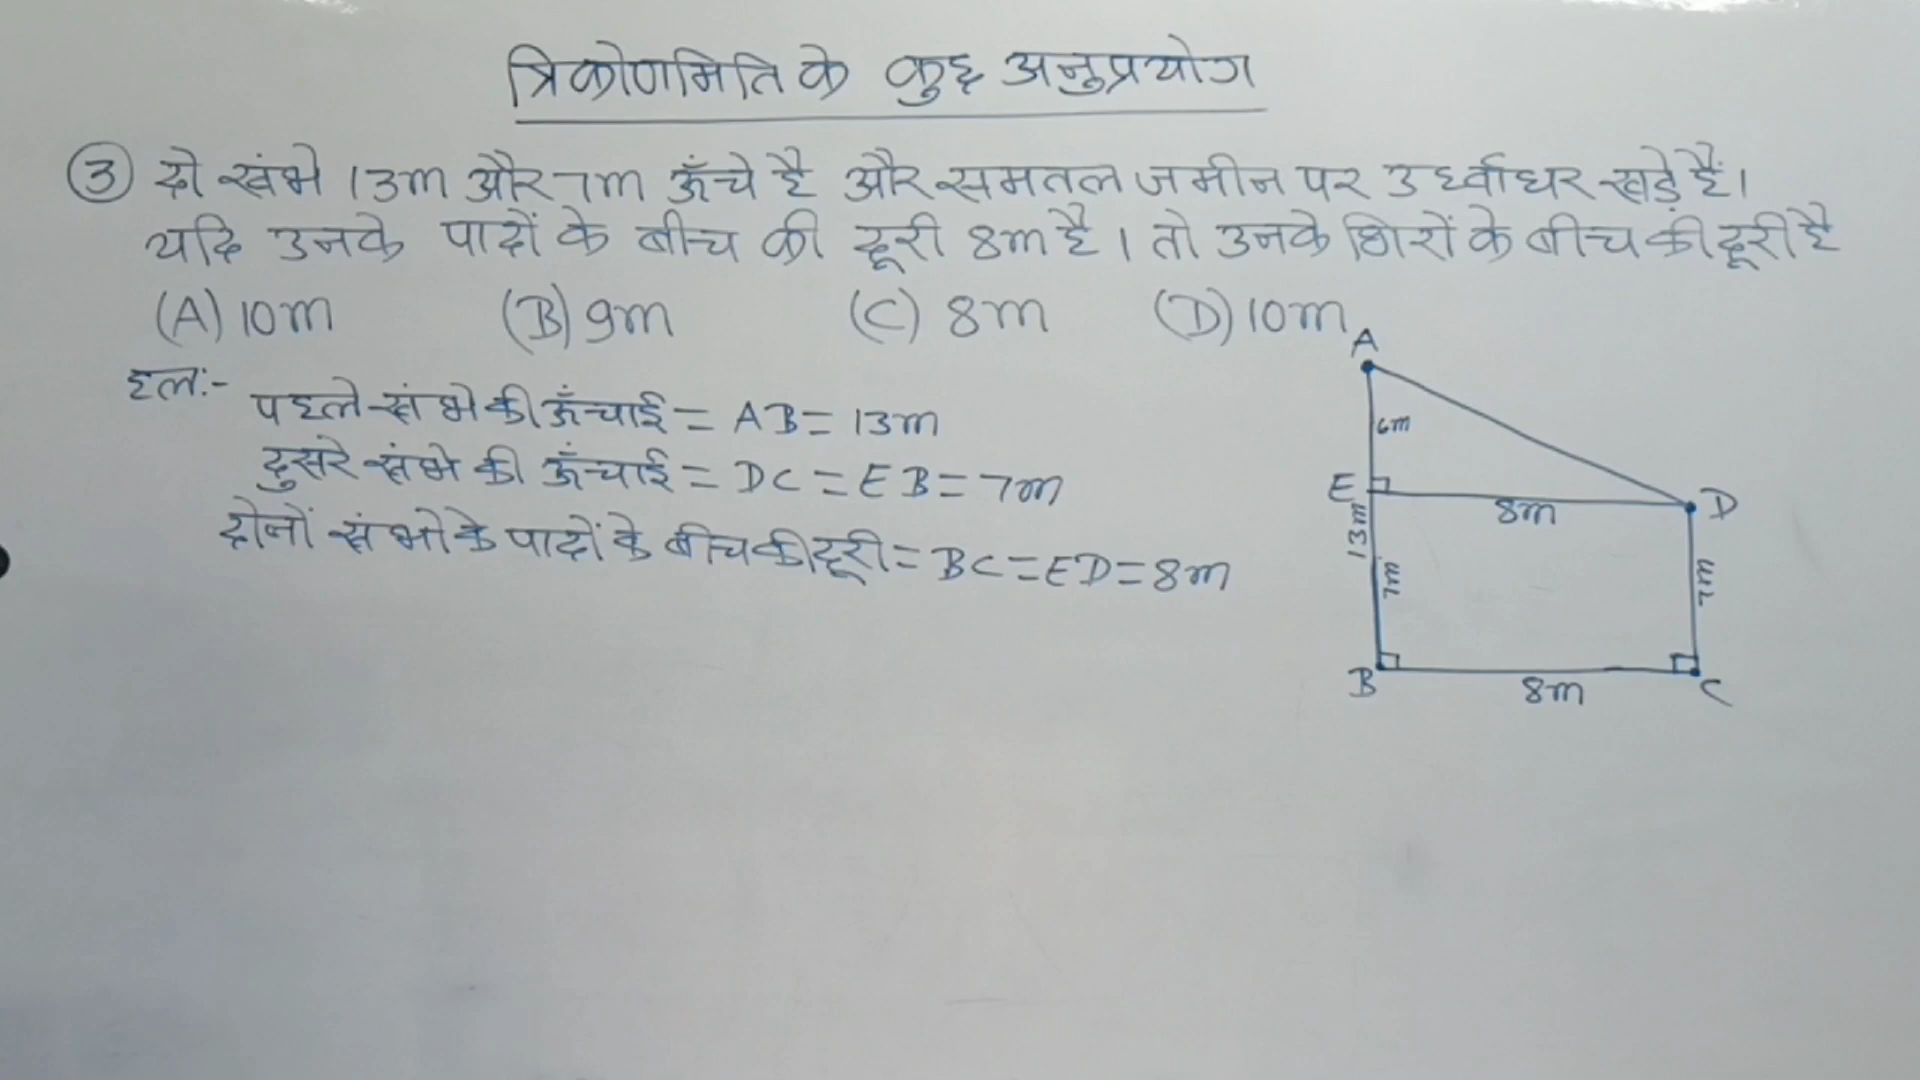 त्रिकोणमिति के कुछ अनुप्रयोग
③ दो खंभे 13m और 7m ऊँचे है और समतल जमीन पर उर्ध्वाधर खड़े हैं।
यदि उनके पादों के बीच की दूरी 8m है। तो उनके शिरों के बीच की दूरी है
(A) 10m (B) 9m (C) 8m (D) 10m
हल:-
पहले खंभे की ऊँचाई = AB = 13m
दुसरे खंभे की ऊँचाई = DC = EB = 7m
दोनों खंभो के पादों के बीच की दूरी = BC = ED = 8m
A
6m
E
8m
D
13m
7m
7m
B
8m
C